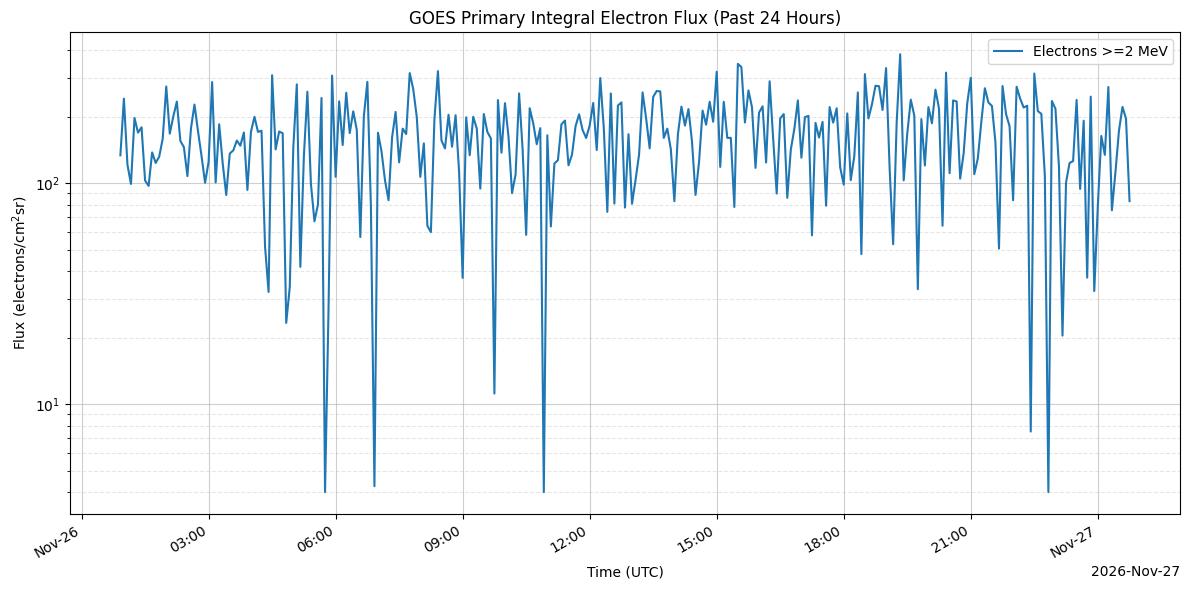 GOES Primary Integral Electron Flux (Past 24 Hours)
Electrons >=2 MeV
Flux (electrons/cm²sr)
10²
10¹
Nov-26
03:00
06:00
09:00
12:00
15:00
18:00
21:00
Nov-27
Time (UTC)
2026-Nov-27